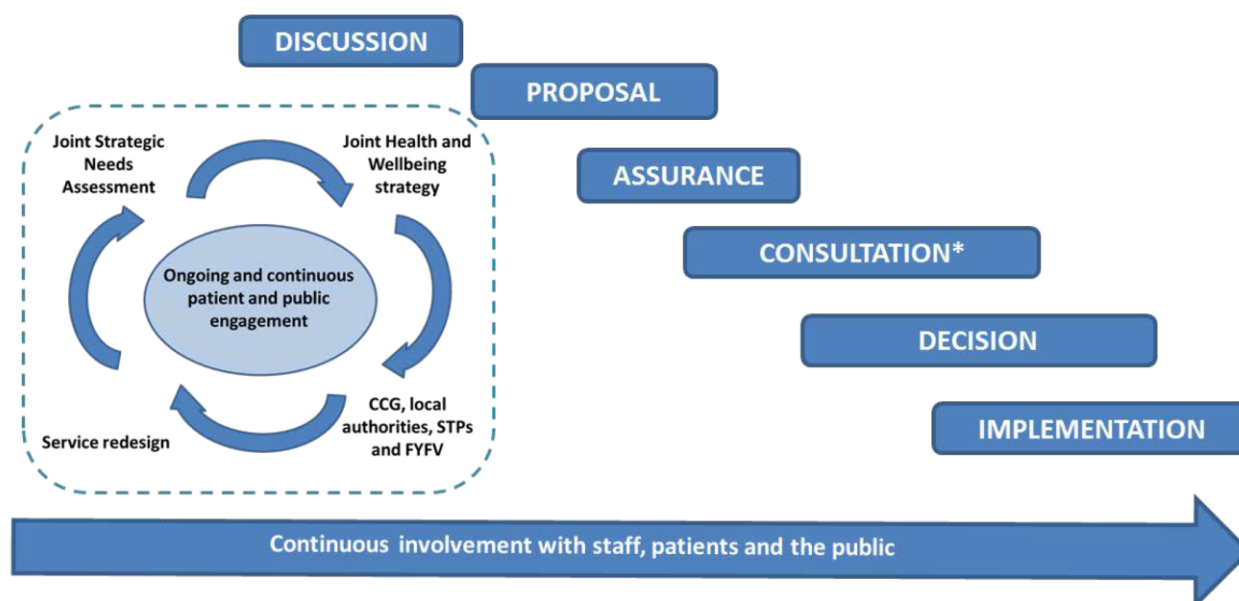 DISCUSSION
PROPOSAL
ASSURANCE
CONSULTATION*
DECISION
IMPLEMENTATION
Joint Strategic
Needs
Assessment
Joint Health and
Wellbeing
strategy
Ongoing and continuous
patient and public
engagement
CCG, local
authorities, STPs
and FYFV
Service redesign
Continuous involvement with staff, patients and the public